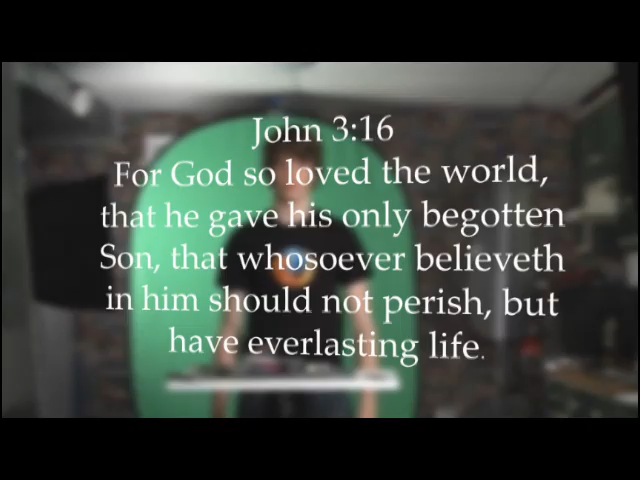 John 3:16
For God so loved the world,
that he gave his only begotten
Son, that whosoever believeth
in him should not perish, but
have everlasting life.